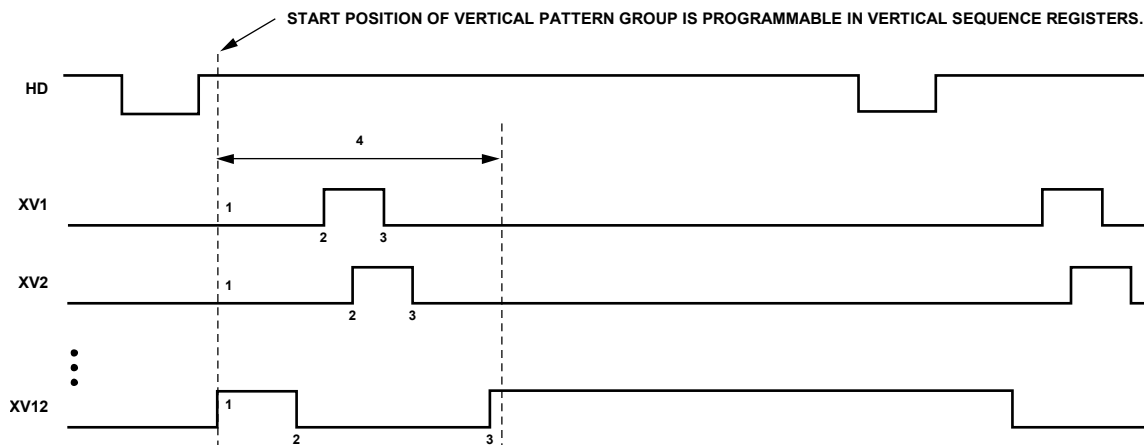 START POSITION OF VERTICAL PATTERN GROUP IS PROGRAMMABLE IN VERTICAL SEQUENCE REGISTERS.
HD
4
XV1
1
2 3
XV2
1
2 3
XV12
1
2 3